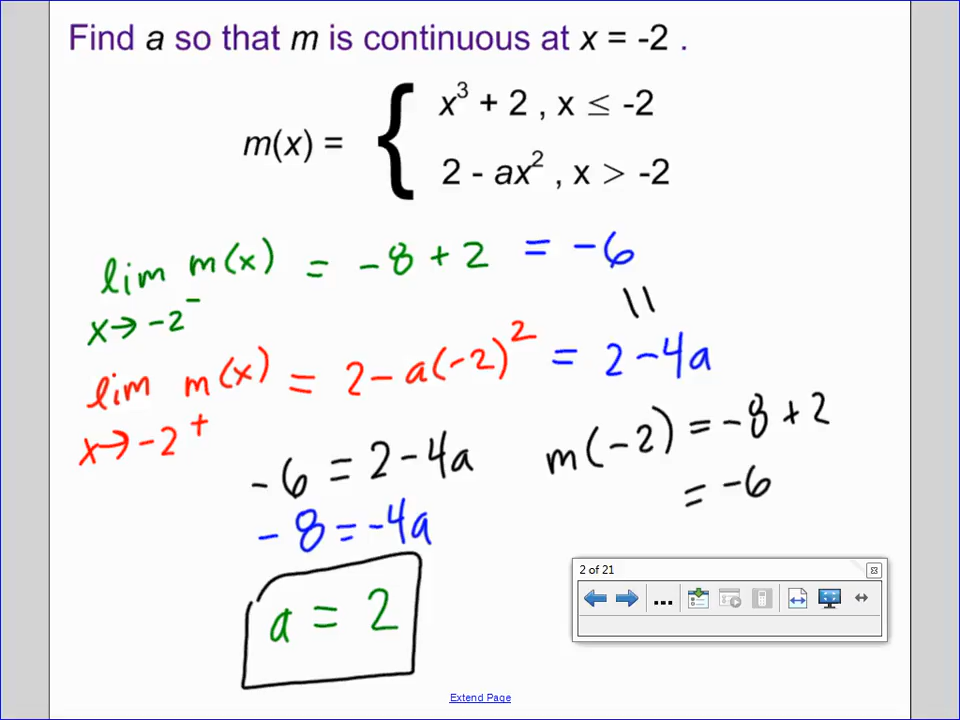 Find a so that m is continuous at x = -2 .
x³ + 2 , x ≤ -2
m(x) = {
2 - ax² , x > -2
lim m(x) = -8 + 2 = -6
x→ -2⁻
||
lim m(x) = 2 - a(-2)² = 2 - 4a
x→ -2⁺
m(-2) = -8 + 2
-6 = 2 - 4a
= -6
-8 = -4a
a = 2
2 of 21
...
Extend Page